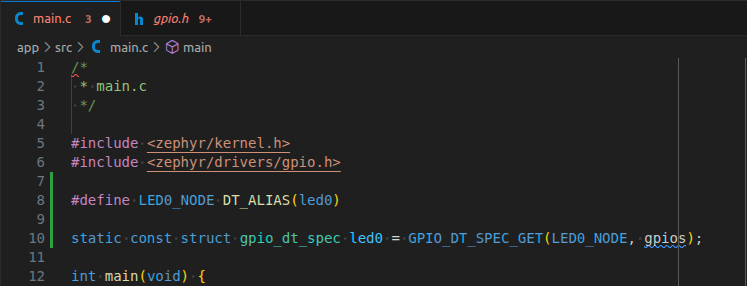 main.c 3 gpio.h 9+
app > src > main.c > main
1 /*
2 * main.c
3 */
4
5 #include <zephyr/kernel.h>
6 #include <zephyr/drivers/gpio.h>
7
8 #define LED0_NODE DT_ALIAS(led0)
9
10 static const struct gpio_dt_spec led0 = GPIO_DT_SPEC_GET(LED0_NODE, gpios);
11
12 int main(void) {